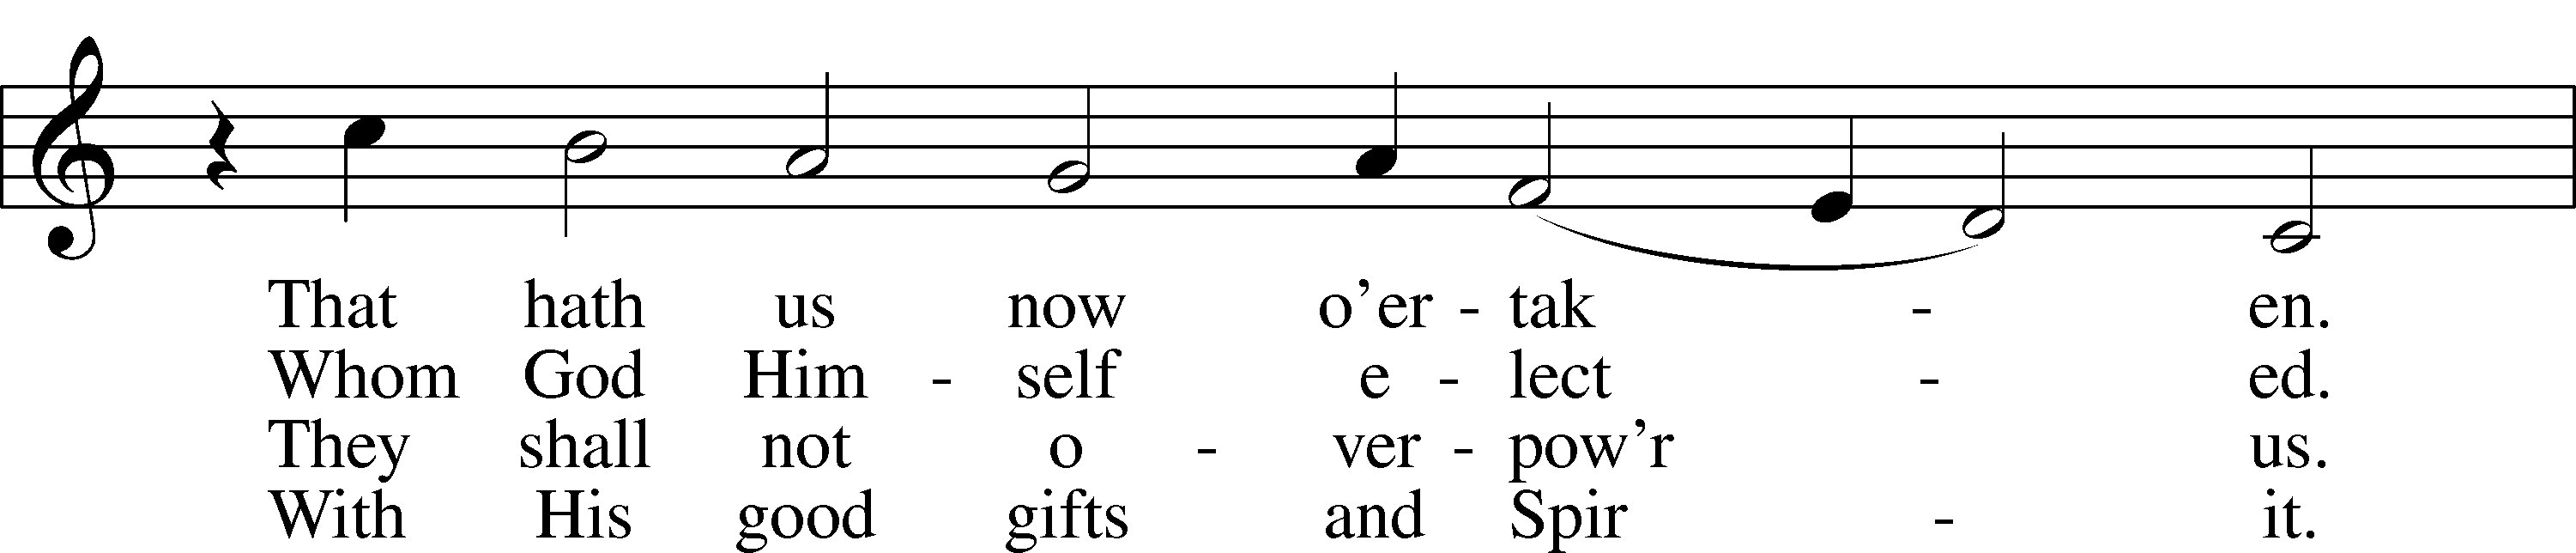 That hath us now o’er - tak - en.
Whom God Him - self e - lect - ed.
They shall not o - ver - pow’r us.
With His good gifts and Spir - it.